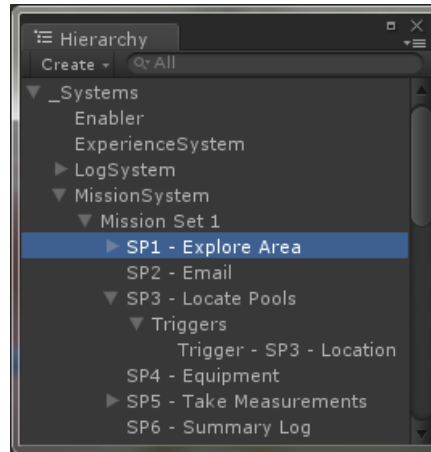 Hierarchy
Create All
_Systems
Enabler
ExperienceSystem
LogSystem
MissionSystem
Mission Set 1
SP1 - Explore Area
SP2 - Email
SP3 - Locate Pools
Triggers
Trigger - SP3 - Location
SP4 - Equipment
SP5 - Take Measurements
SP6 - Summary Log